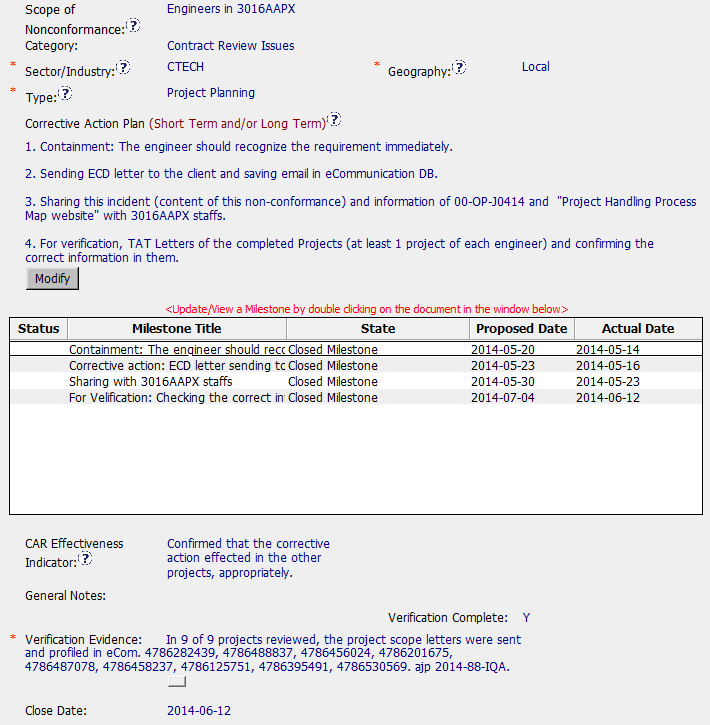 Scope of Engineers in 3016AAPX
Nonconformance: ?
Category: Contract Review Issues
* Sector/Industry: ? CTECH * Geography: ? Local
* Type: ? Project Planning
Corrective Action Plan (Short Term and/or Long Term) ?
1. Containment: The engineer should recognize the requirement immediately.
2. Sending ECD letter to the client and saving email in eCommunication DB.
3. Sharing this incident (content of this non-conformance) and information of 00-OP-J0414 and "Project Handling Process
Map website" with 3016AAPX staffs.
4. For verification, TAT Letters of the completed Projects (at least 1 project of each engineer) and confirming the
correct information in them.
Modify
<Update/View a Milestone by double clicking on the document in the window below>
Status Milestone Title State Proposed Date Actual Date
Containment: The engineer should recc Closed Milestone 2014-05-20 2014-05-14
Corrective action: ECD letter sending tc Closed Milestone 2014-05-23 2014-05-16
Sharing with 3016AAPX staffs Closed Milestone 2014-05-30 2014-05-23
For Velification: Checking the correct in Closed Milestone 2014-07-04 2014-06-12
CAR Effectiveness Confirmed that the corrective
Indicator: ? action effected in the other
projects, appropriately.
General Notes:
Verification Complete: Y
* Verification Evidence: In 9 of 9 projects reviewed, the project scope letters were sent
and profiled in eCom. 4786282439, 4786488837, 4786456024, 4786201675,
4786487078, 4786458237, 4786125751, 4786395491, 4786530569. ajp 2014-88-IQA.
Close Date: 2014-06-12